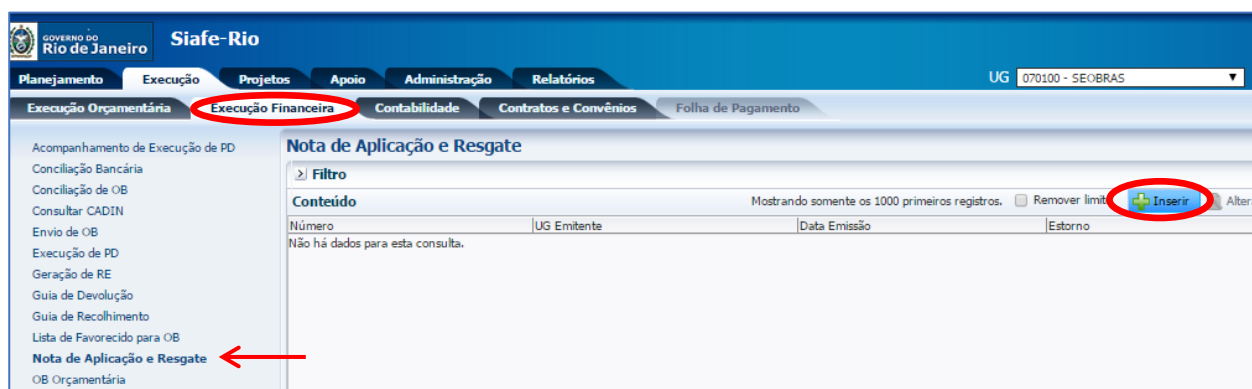 GOVERNO DO
Rio de Janeiro
Siafe-Rio
Planejamento Execução Projetos Apoio Administração Relatórios UG 070100 - SEOBRAS
Execução Orçamentária Execução Financeira Contabilidade Contratos e Convênios Folha de Pagamento
Acompanhamento de Execução de PD
Conciliação Bancária
Conciliação de OB
Consultar CADIN
Envio de OB
Execução de PD
Geração de RE
Guia de Devolução
Guia de Recolhimento
Lista de Favorecido para OB
Nota de Aplicação e Resgate
OB Orçamentária
Nota de Aplicação e Resgate
Filtro
Conteúdo Mostrando somente os 1000 primeiros registros. Remover limit Inserir Alter
Número UG Emitente Data Emissão Estorno
Não há dados para esta consulta.